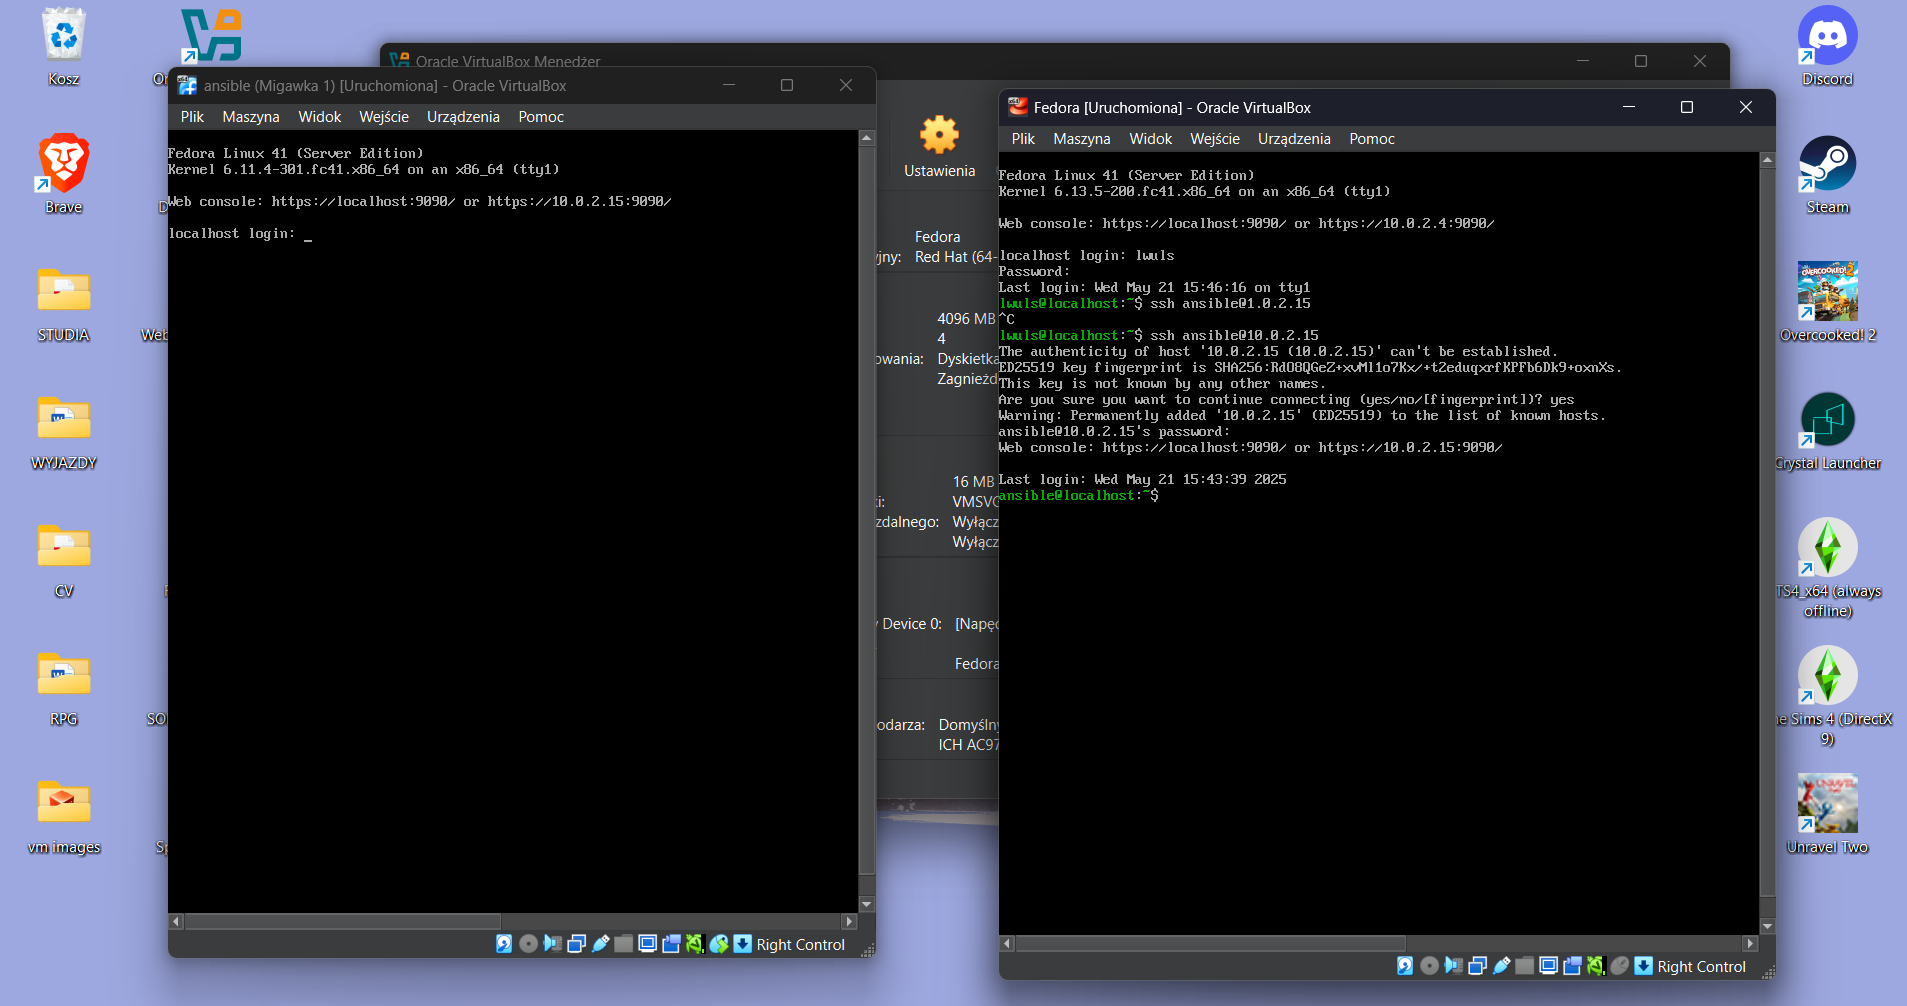 Kosz
Brave
STUDIA
WYJAZDY
CV
RPG
vm images
Oracle VirtualBox Menedżer
Ustawienia
Fedora
Red Hat (64-
4096 MB
4
owania: Dyskietka
Zagnieżd
16 MB
VMSVG
zdalnego: Wyłącz
Wyłącz
Device 0: [Napęd
Fedora
odarza: Domyślny
ICH AC97
ansible (Migawka 1) [Uruchomiona] - Oracle VirtualBox
Plik Maszyna Widok Wejście Urządzenia Pomoc
Fedora Linux 41 (Server Edition)
Kernel 6.11.4-301.fc41.x86_64 on an x86_64 (tty1)
Web console: https://localhost:9090/ or https://10.0.2.15:9090/
localhost login: _
Right Control
Fedora [Uruchomiona] - Oracle VirtualBox
Plik Maszyna Widok Wejście Urządzenia Pomoc
Fedora Linux 41 (Server Edition)
Kernel 6.13.5-200.fc41.x86_64 on an x86_64 (tty1)
Web console: https://localhost:9090/ or https://10.0.2.4:9090/
localhost login: lwuls
Password:
Last login: Wed May 21 15:46:16 on tty1
lwuls@localhost:~$ ssh ansible@1.0.2.15
^C
lwuls@localhost:~$ ssh ansible@10.0.2.15
The authenticity of host '10.0.2.15 (10.0.2.15)' can't be established.
ED25519 key fingerprint is SHA256:RdO8QGeZ+xvMl1o7Kx/+tZeduqxrfKPFb6Dk9+oxnXs.
This key is not known by any other names.
Are you sure you want to continue connecting (yes/no/[fingerprint])? yes
Warning: Permanently added '10.0.2.15' (ED25519) to the list of known hosts.
ansible@10.0.2.15's password:
Web console: https://localhost:9090/ or https://10.0.2.15:9090/
Last login: Wed May 21 15:43:39 2025
ansible@localhost:~$
Right Control
Discord
Steam
Overcooked! 2
Crystal Launcher
TS4_x64 (always
offline)
Sims 4 (DirectX
9)
Unravel Two